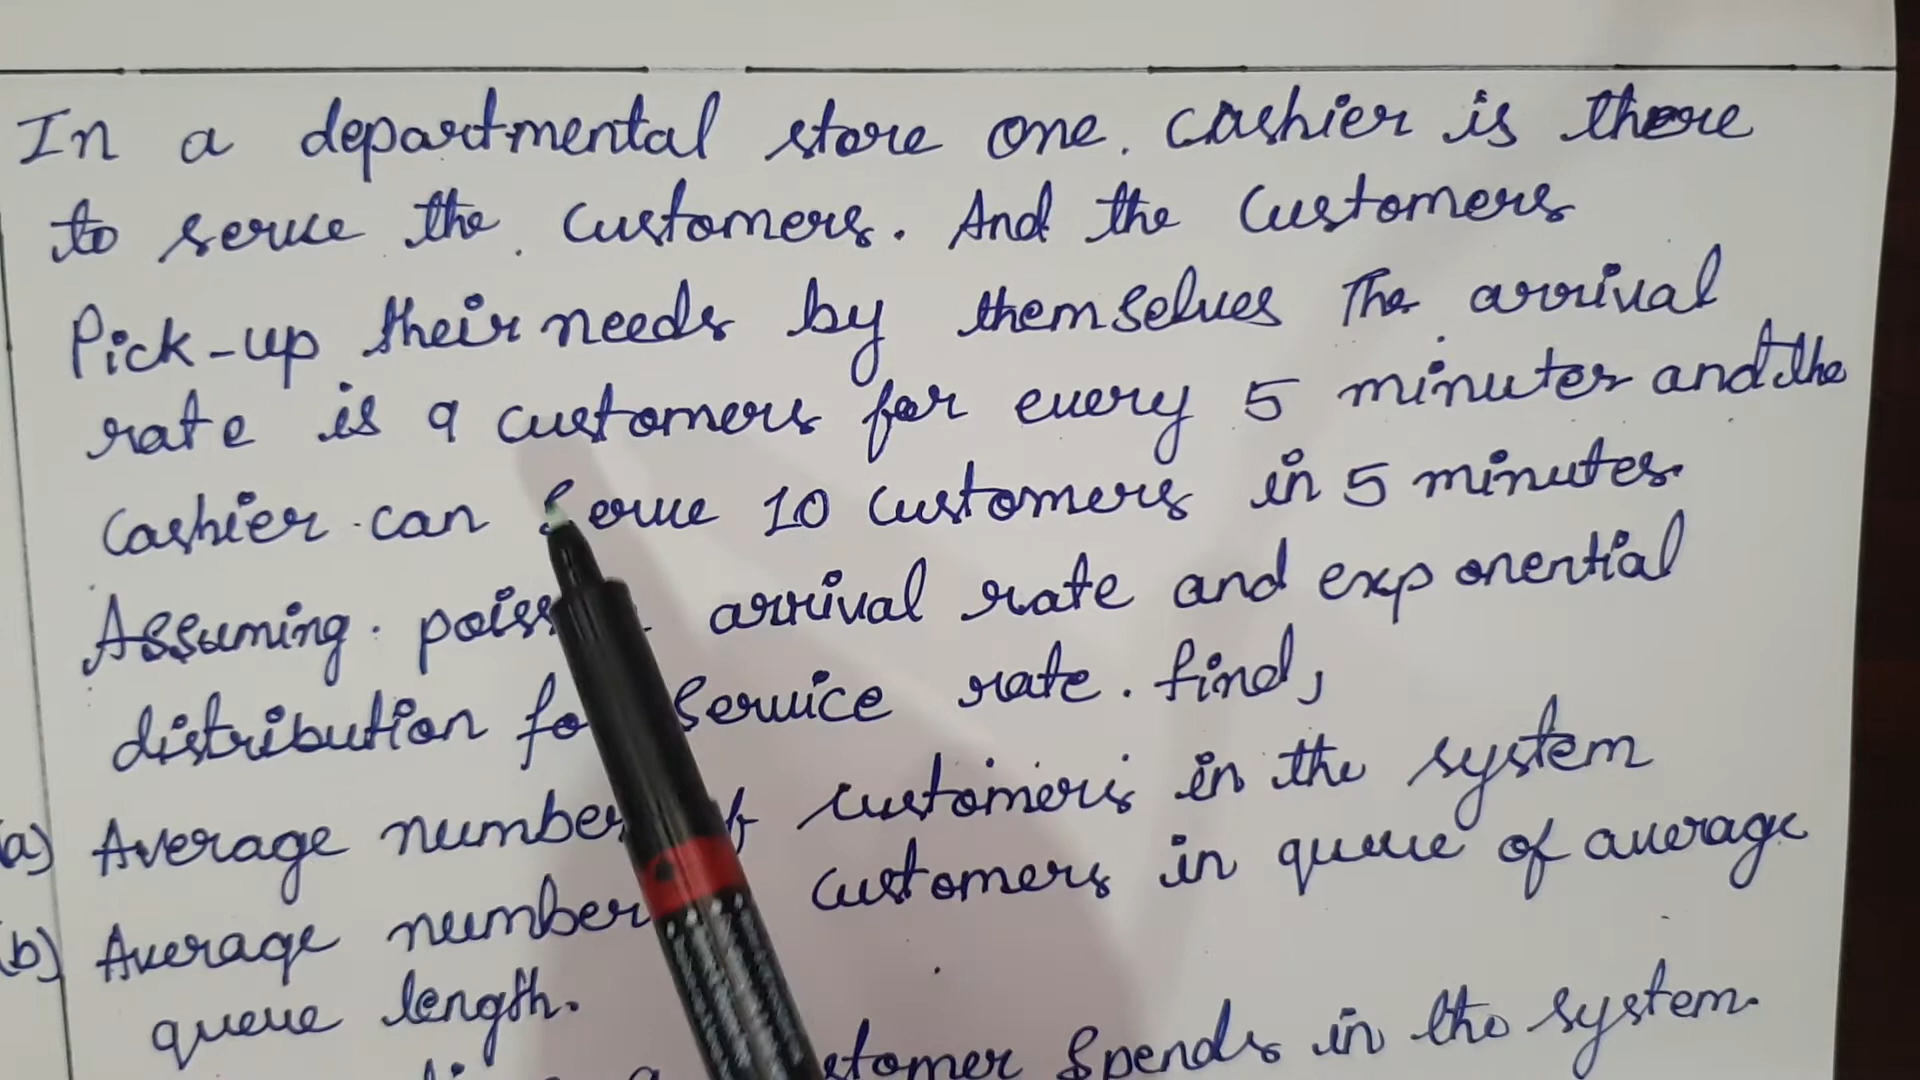 In a departmental store one cashier is there
to serve the customers. And the customers
Pick-up their needs by themselves The arrival
rate is 9 customers for every 5 minutes and the
Cashier can serve 10 customers in 5 minutes.
Assuming arrival rate and exponential
distribution service rate. find,
(a) Average number customers in the system
(b) Average number customers in queue of average
queue length.
spends in the system.